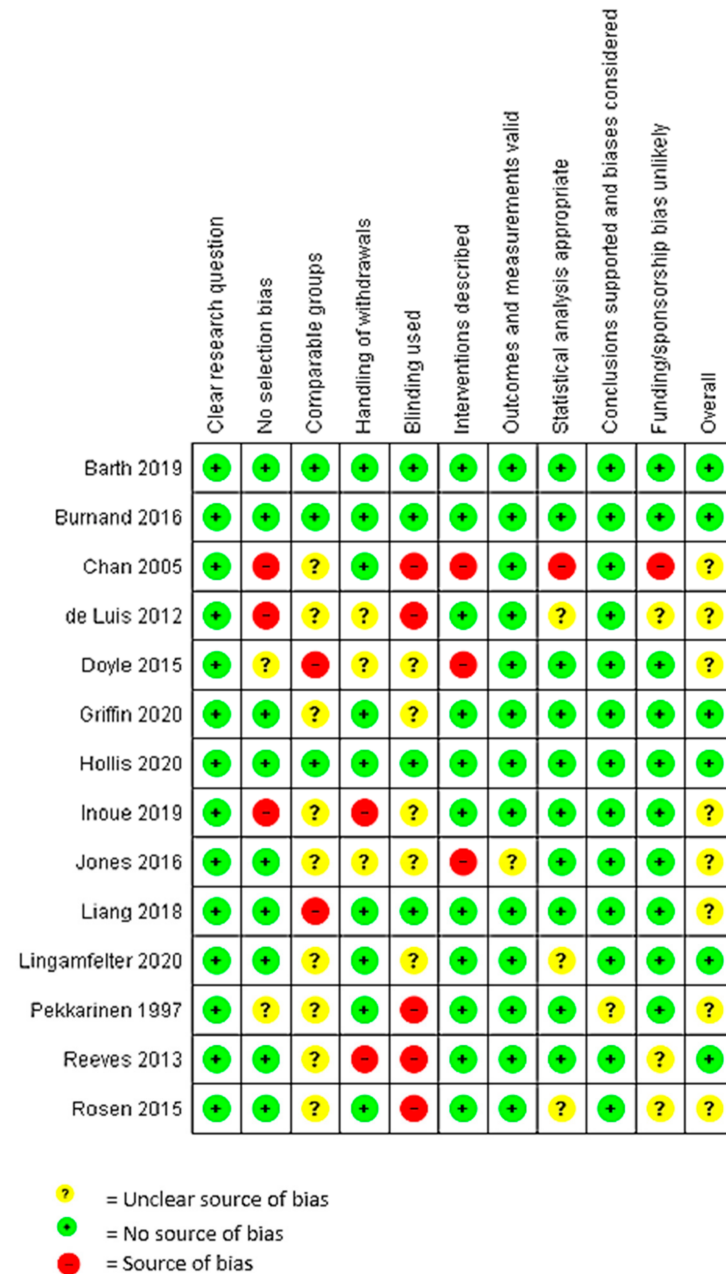 Clear research question
No selection bias
Comparable groups
Handling of withdrawals
Blinding used
Interventions described
Outcomes and measurements valid
Statistical analysis appropriate
Conclusions supported and biases considered
Funding/sponsorship bias unlikely
Overall
Barth 2019 + + + + + + + + + + +
Burnand 2016 + + + + + + + + + + +
Chan 2005 + - ? + - - + - + - ?
de Luis 2012 + - ? ? - + + ? + ? ?
Doyle 2015 + ? - ? ? - + + + + ?
Griffin 2020 + + ? + ? + + + + + +
Hollis 2020 + + + + + + + + + + +
Inoue 2019 + - ? - ? + + + + + ?
Jones 2016 + + ? ? ? - ? + + + ?
Liang 2018 + + - + + + + + + + ?
Lingamfelter 2020 + + ? + ? + + ? + + +
Pekkarinen 1997 + ? ? + - + + + ? + ?
Reeves 2013 + + ? - - + + + + ? +
Rosen 2015 + + ? + - + + ? + ? ?
? = Unclear source of bias
+ = No source of bias
- = Source of bias